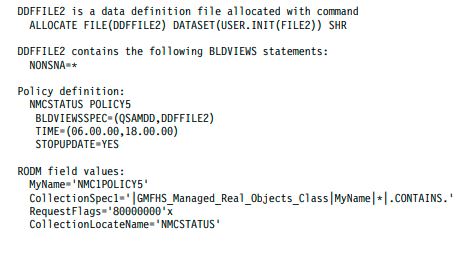 DDFFILE2 is a data definition file allocated with command
ALLOCATE FILE(DDFFILE2) DATASET(USER.INIT(FILE2)) SHR
DDFFILE2 contains the following BLDVIEWS statements:
NONSNA=*
Policy definition:
NMCSTATUS POLICY5
BLDVIEWSSPEC=(QSAMDD,DDFFILE2)
TIME=(06.00.00,18.00.00)
STOPUPDATE=YES
RODM field values:
MyName='NMC1POLICY5'
CollectionSpec1='|GMFHS_Managed_Real_Objects_Class|MyName|*|.CONTAINS.'
RequestFlags='80000000'x
CollectionLocateName='NMCSTATUS'